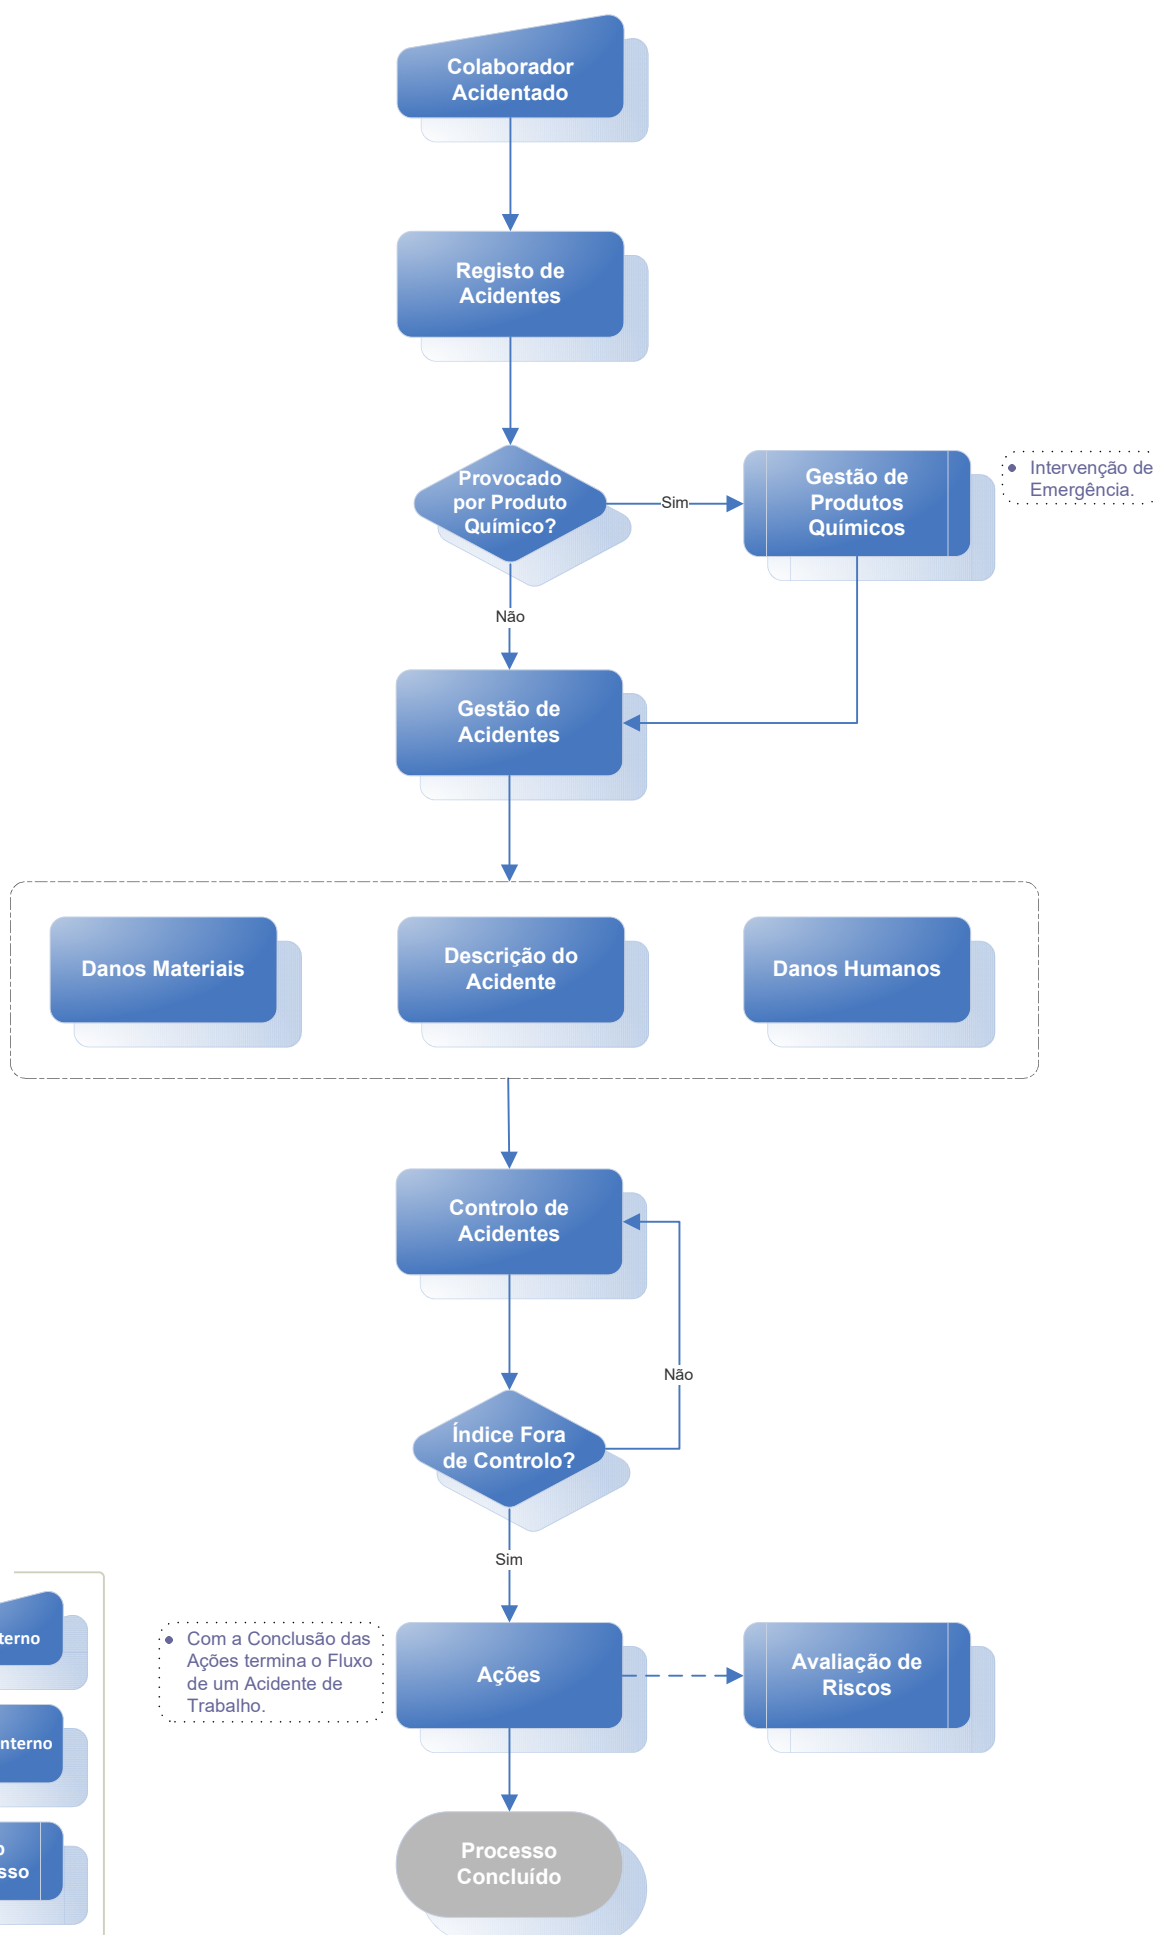 Colaborador
Acidentado
Registo de
Acidentes
Provocado
por Produto
Químico?
Sim
Gestão de
Produtos
Químicos
• Intervenção de
Emergência.
Não
Gestão de
Acidentes
Danos Materiais
Descrição do
Acidente
Danos Humanos
Controlo de
Acidentes
Não
Índice Fora
de Controlo?
Sim
• Com a Conclusão das
Ações termina o Fluxo
de um Acidente de
Trabalho.
Ações
Avaliação de
Riscos
Processo
Concluído